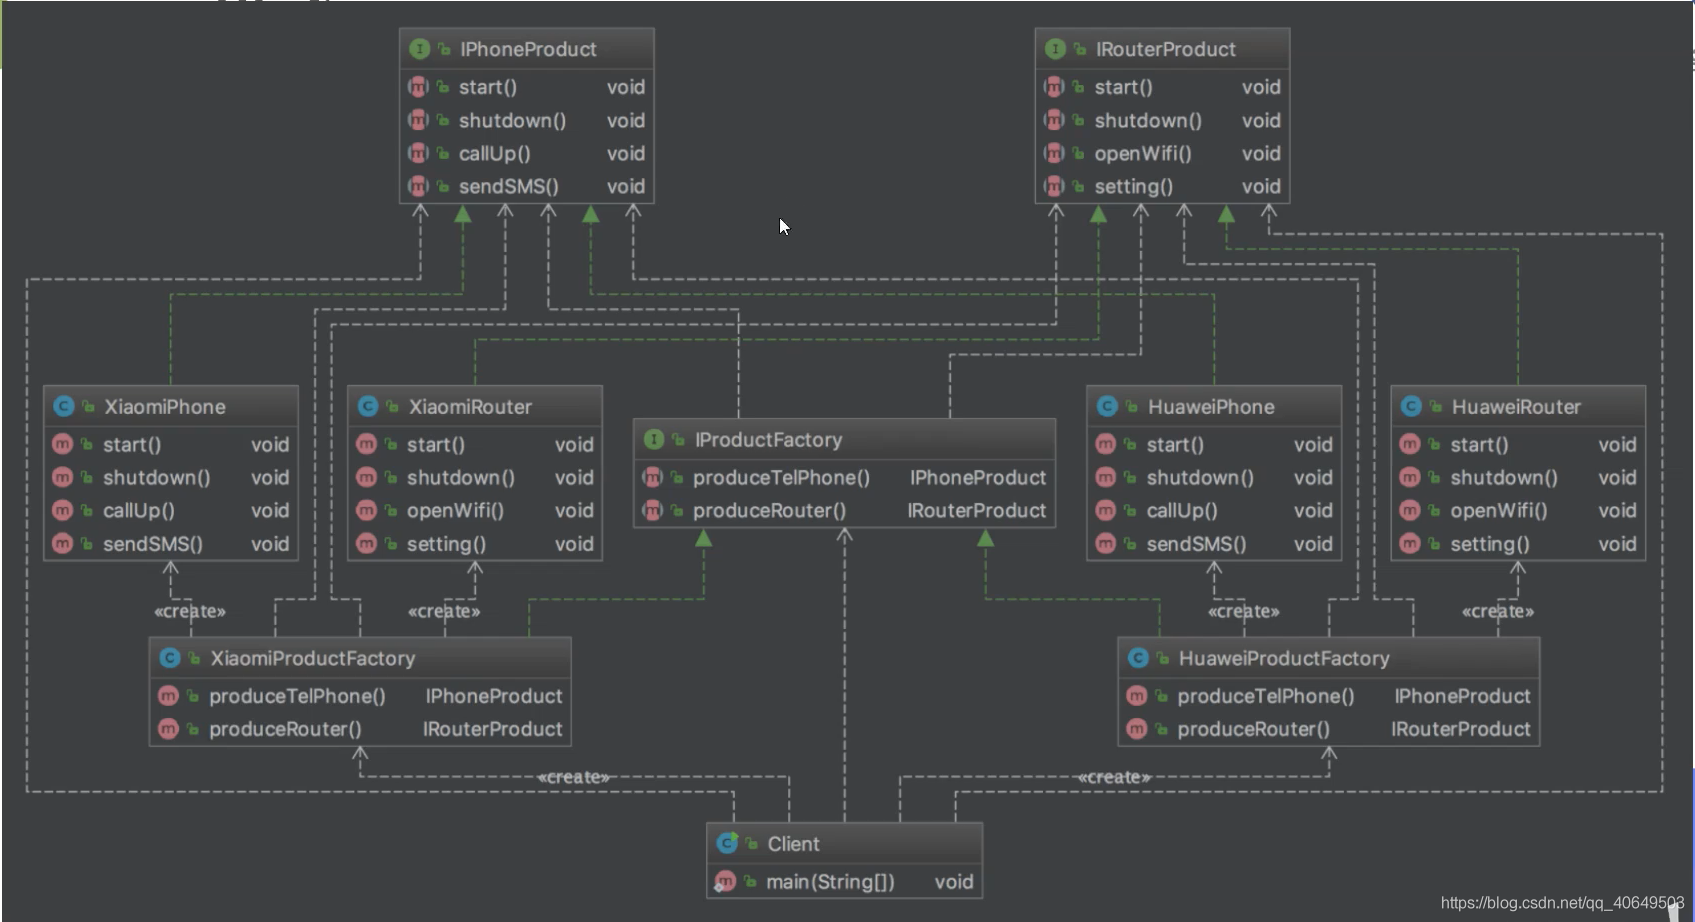 IPhoneProduct
start() void
shutdown() void
callUp() void
sendSMS() void
IRouterProduct
start() void
shutdown() void
openWifi() void
setting() void
XiaomiPhone
start() void
shutdown() void
callUp() void
sendSMS() void
XiaomiRouter
start() void
shutdown() void
openWifi() void
setting() void
IProductFactory
produceTelPhone() IPhoneProduct
produceRouter() IRouterProduct
HuaweiPhone
start() void
shutdown() void
callUp() void
sendSMS() void
HuaweiRouter
start() void
shutdown() void
openWifi() void
setting() void
«create»
«create»
«create»
«create»
XiaomiProductFactory
produceTelPhone() IPhoneProduct
produceRouter() IRouterProduct
HuaweiProductFactory
produceTelPhone() IPhoneProduct
produceRouter() IRouterProduct
«create»
«create»
Client
main(String[]) void
https://blog.csdn.net/qq_40649503